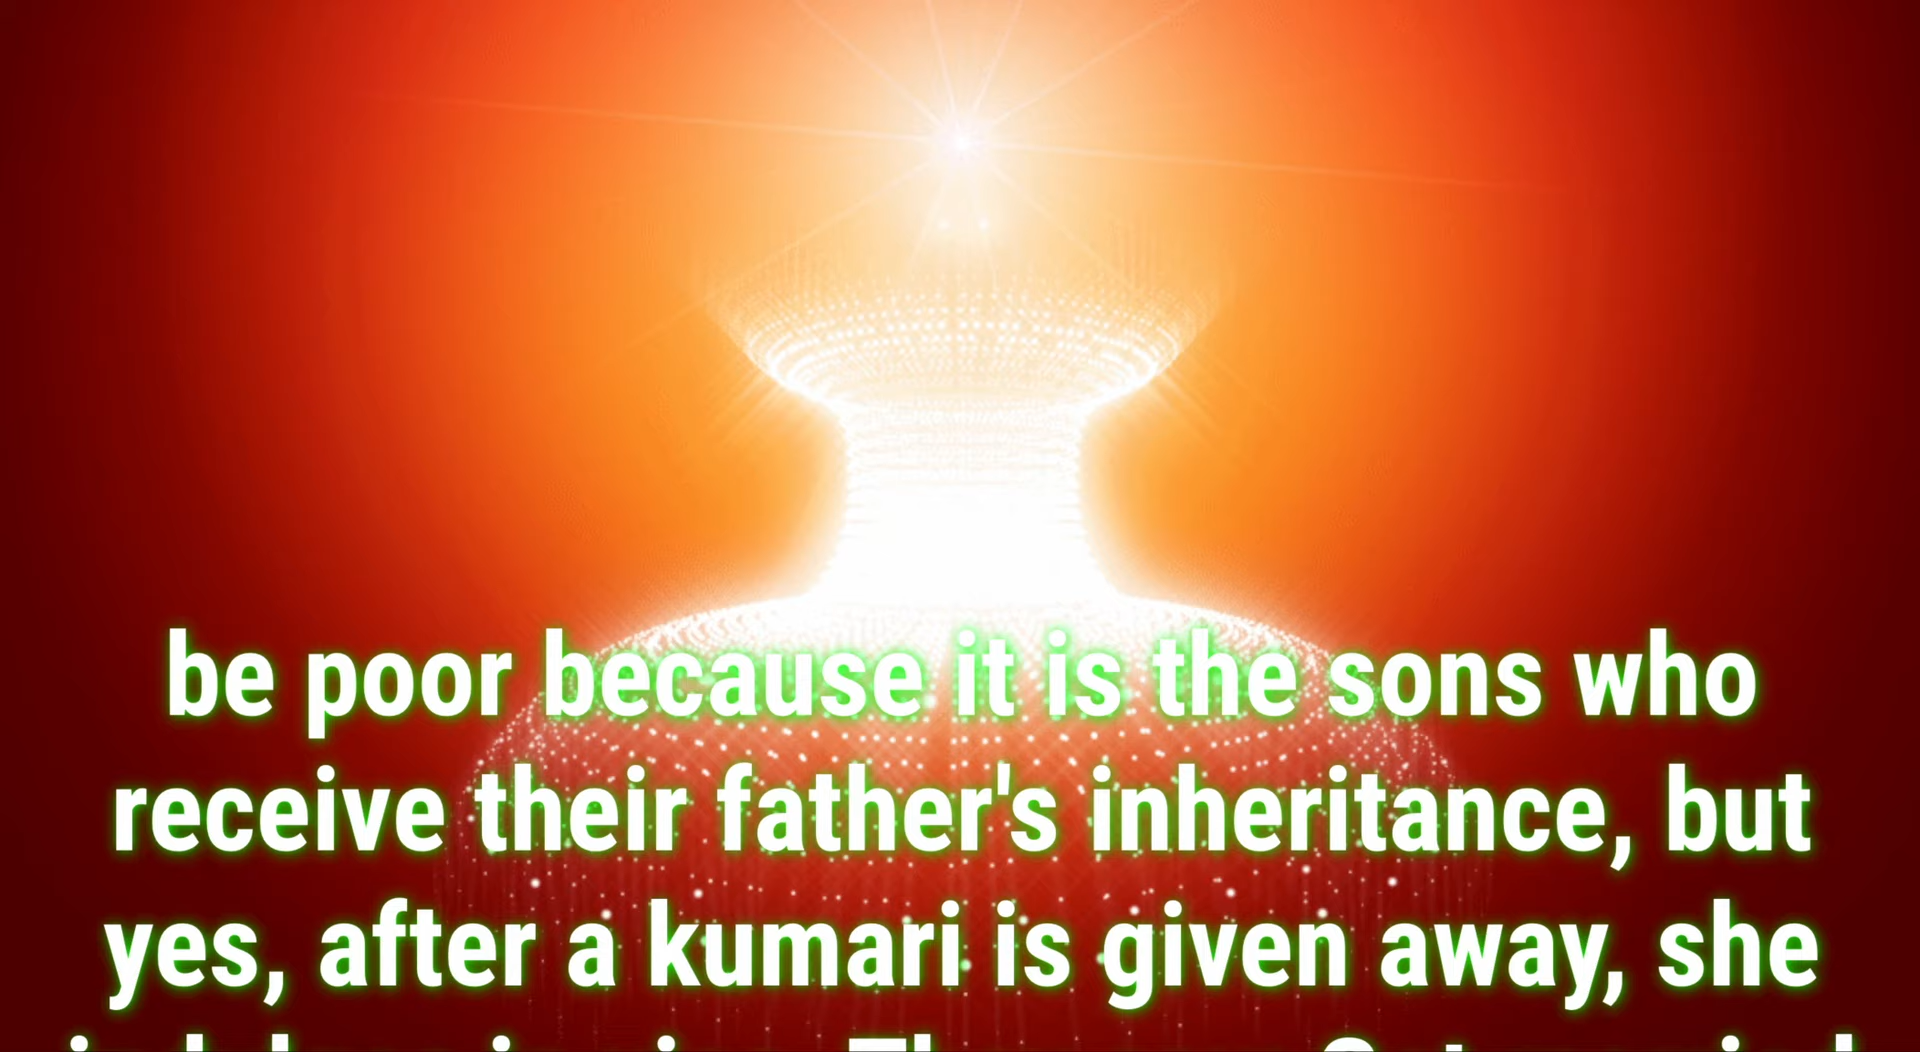 be poor because it is the sons who
receive their father's inheritance, but
yes, after a kumari is given away, she